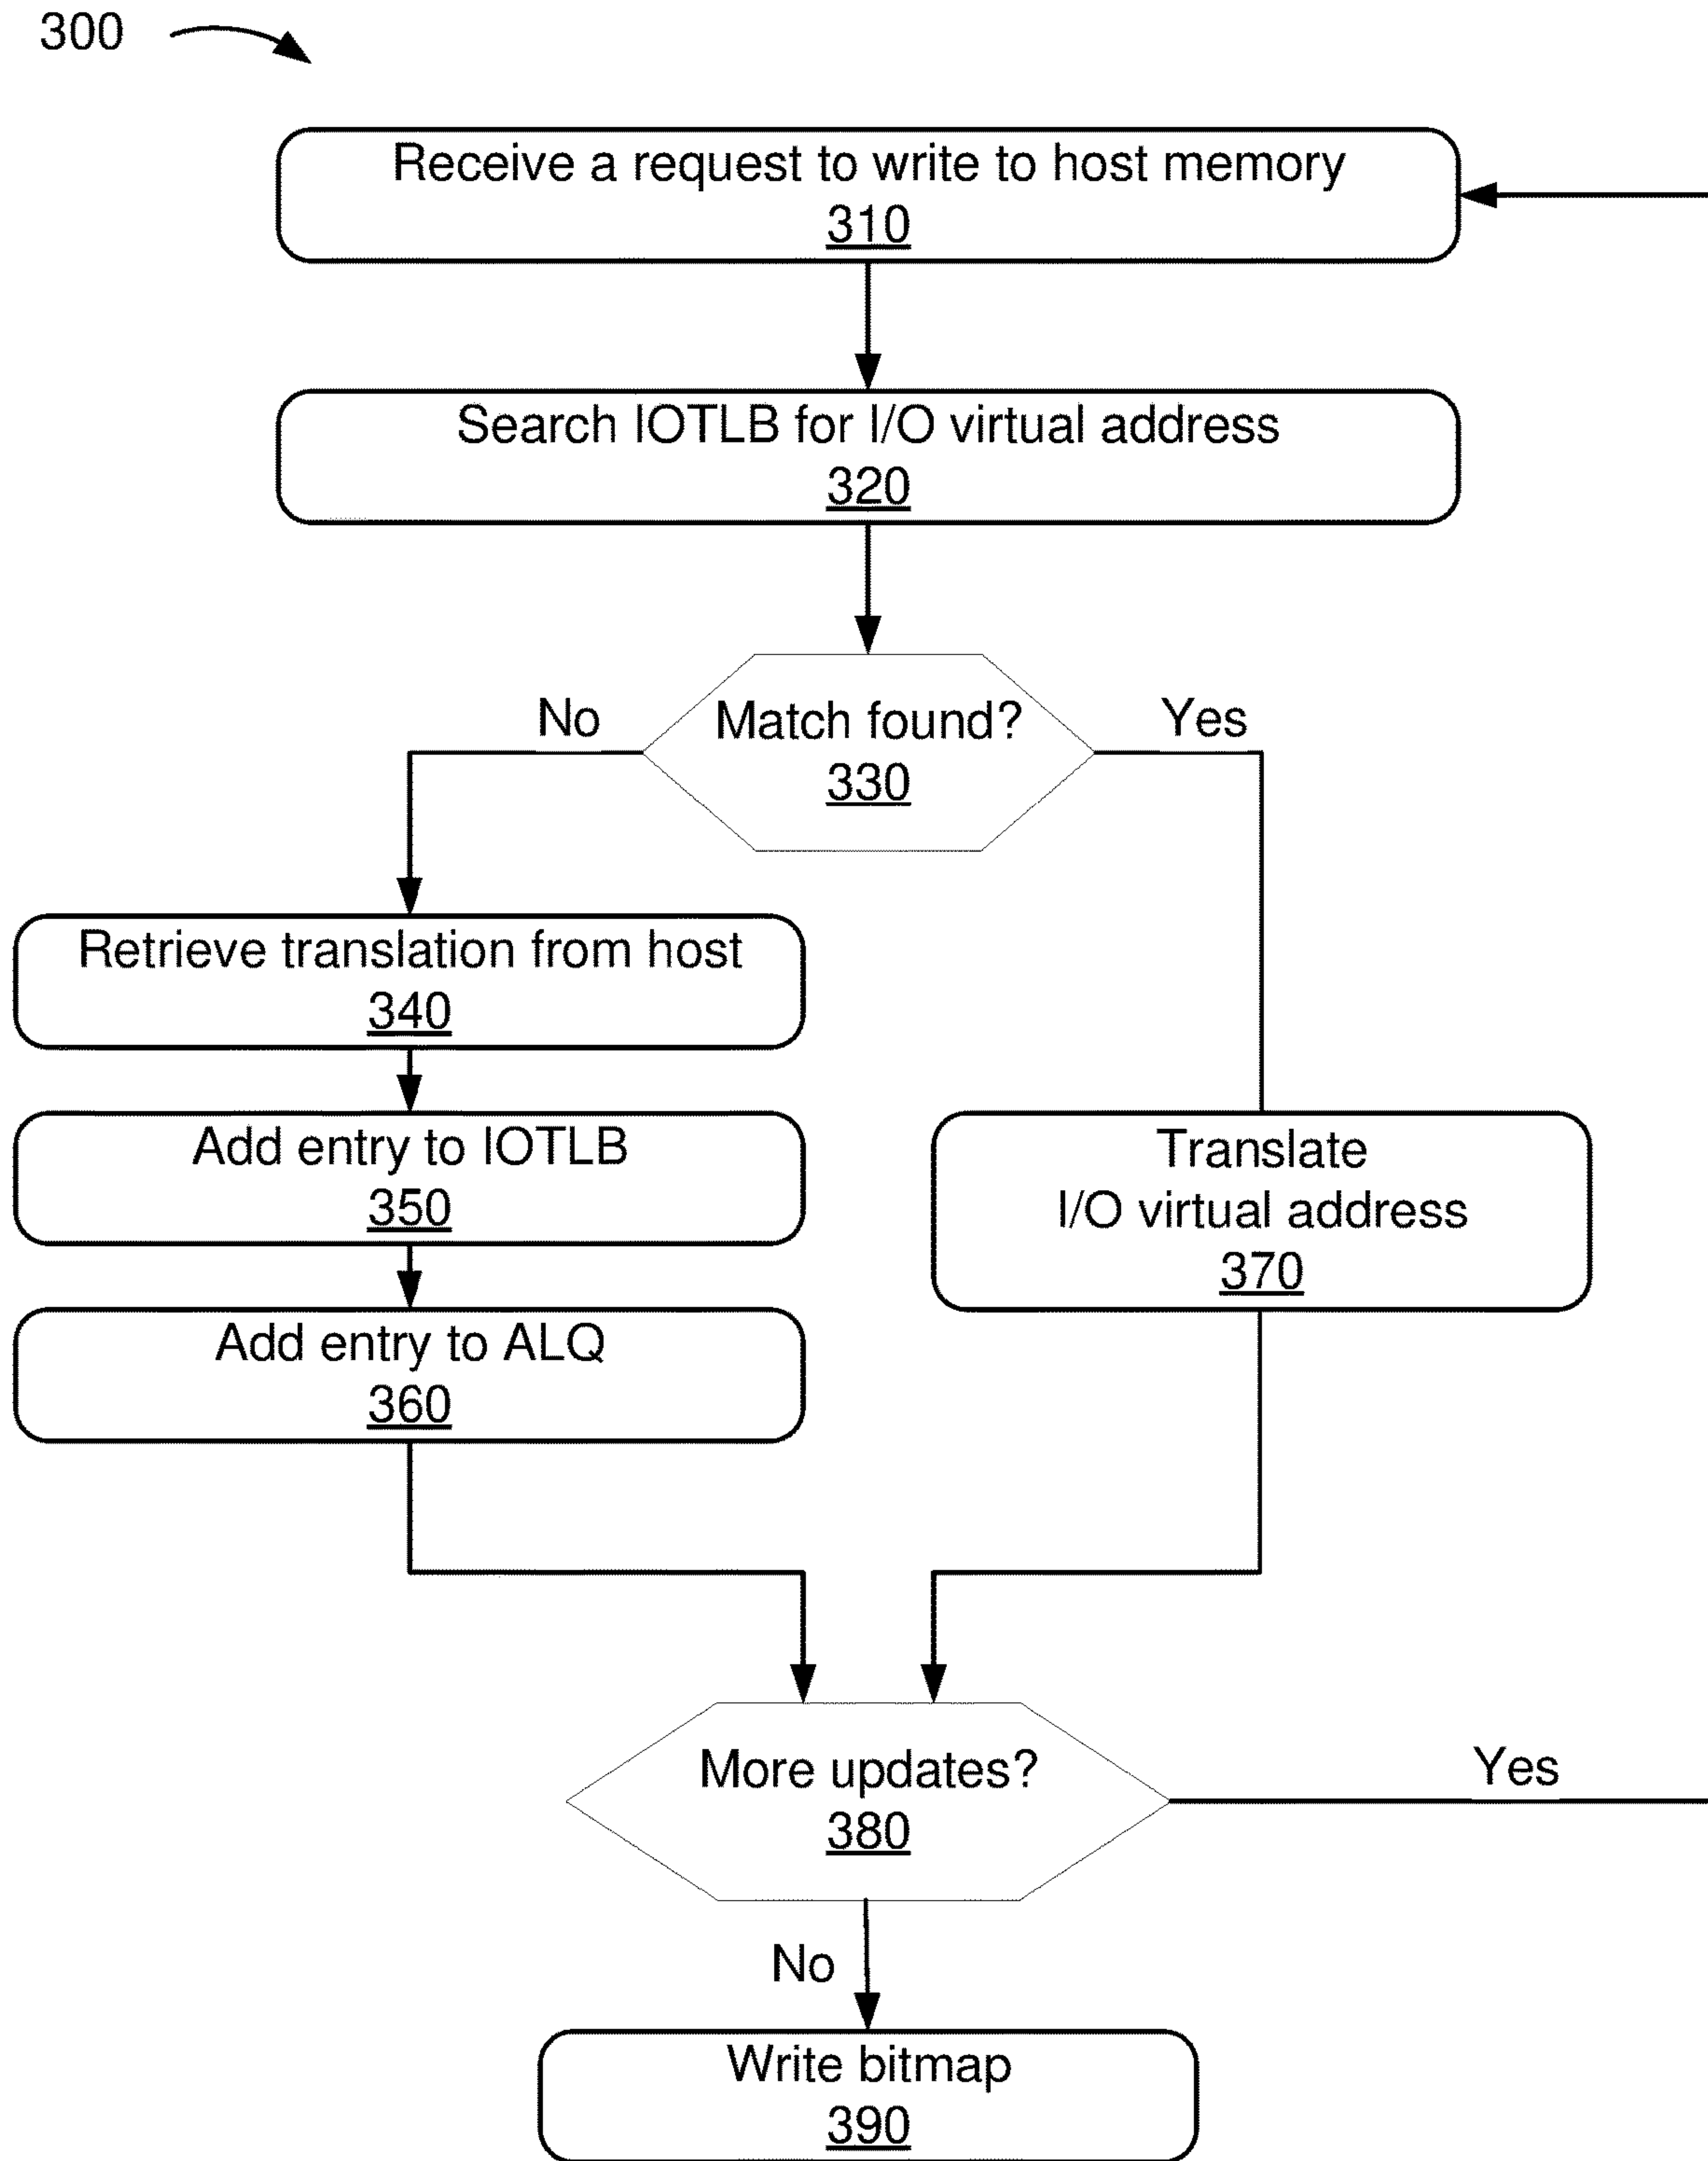 300
Receive a request to write to host memory
310
Search IOTLB for I/O virtual address
320
Match found?
330
No
Yes
Retrieve translation from host
340
Add entry to IOTLB
350
Add entry to ALQ
360
Translate
I/O virtual address
370
More updates?
380
Yes
No
Write bitmap
390